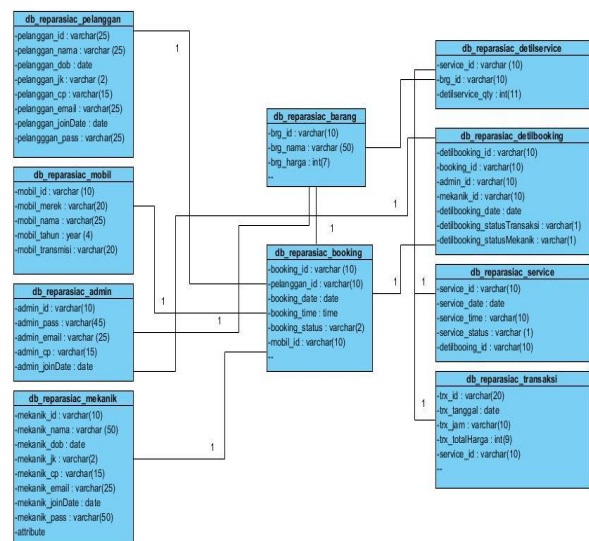 db_reparasiac_pelanggan
-pelanggan_id : varchar(25)
-pelanggan_nama : varchar (25)
-pelanggan_dob : date
-pelanggan_jk : varchar (2)
-pelanggan_cp : varchar(15)
-pelanggan_email : varchar(25)
-pelanggan_joinDate : date
-pelangggan_pass : varchar(25)
db_reparasiac_mobil
-mobil_id : varchar (10)
-mobil_merek : varchar(20)
-mobil_nama : varchar(25)
-mobil_tahun : year (4)
-mobil_transmisi : varchar(20)
db_reparasiac_admin
-admin_id : varchar(10)
-admin_pass : varchar(45)
-admin_email : varchar (25)
-admin_cp : varchar(15)
-admin_joinDate : date
db_reparasiac_mekanik
-mekanik_id : varchar(10)
-mekanik_nama : varchar (50)
-mekanik_dob : date
-mekanik_jk : varchar(2)
-mekanik_cp : varchar(15)
-mekanik_email : varchar(25)
-mekanik_joinDate : date
-mekanik_pass : varchar(50)
-attribute
1
db_reparasiac_barang
-brg_id : varchar(10)
-brg_nama : varchar (50)
-brg_harga : int(7)
--
1
1
1
db_reparasiac_booking
-booking_id : varchar (10)
-pelanggan_id : varchar(10)
-booking_date : date
-booking_time : time
-booking_status : varchar(2)
-mobil_id : varchar(10)
--
1
1
db_reparasiac_detilservice
-service_id : varchar (10)
-brg_id : varchar(10)
-detilservice_qty : int(11)
1
db_reparasiac_detilbooking
-detilbooking_id : varchar(10)
-booking_id : varchar(10)
-admin_id : varchar(10)
-mekanik_id : varchar(10)
-detilbooking_date : date
-detilbooking_statusTransaksi : varchar(1)
-detilbooking_statusMekanik : varchar(1)
1
1
db_reparasiac_service
-service_id : varchar(10)
-service_date : date
-service_time : varchar(10)
-service_status : varchar (1)
-detilbooing_id : varchar(10)
1
db_reparasiac_transaksi
-trx_id : varchar(20)
-trx_tanggal : date
-trx_jam : varchar(10)
-trx_totalHarga : int(9)
-service_id : varchar(10)
--